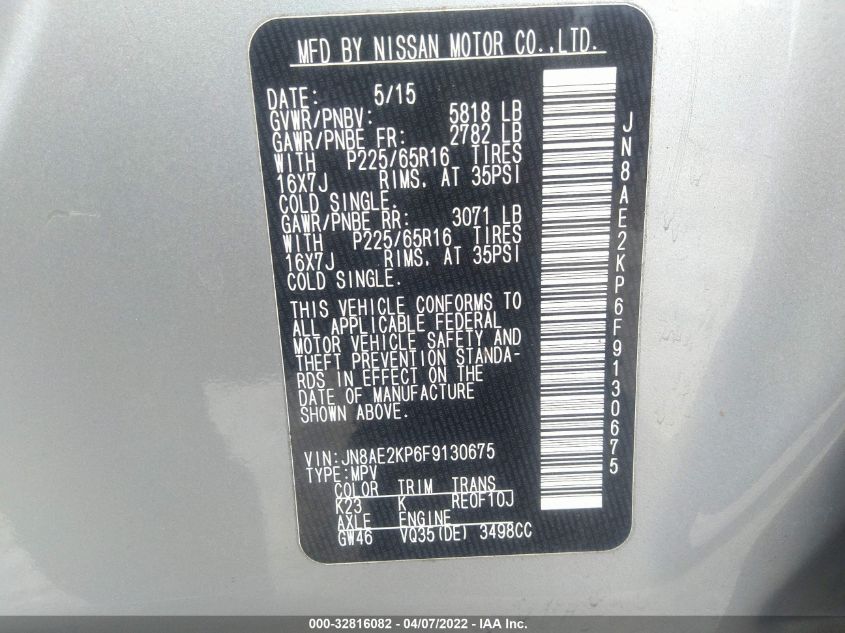 MFD BY NISSAN MOTOR CO.,LTD.
DATE: 5/15
GVWR/PNBV: 5818 LB
GAWR/PNBE FR: 2782 LB
WITH P225/65R16 TIRES
16X7J RIMS, AT 35PSI
COLD SINGLE.
GAWR/PNBE RR: 3071 LB
WITH P225/65R16 TIRES
16X7J RIMS, AT 35PSI
COLD SINGLE.
THIS VEHICLE CONFORMS TO
ALL APPLICABLE FEDERAL
MOTOR VEHICLE SAFETY AND
THEFT PREVENTION STANDA-
RDS IN EFFECT ON THE
DATE OF MANUFACTURE
SHOWN ABOVE.
VIN:JN8AE2KP6F9130675
TYPE:MPV
COLOR TRIM TRANS
K23 K RE0F10J
AXLE ENGINE
GW46 VQ35(DE) 3498CC
JN8AE2KP6F9130675
000-32816082 - 04/07/2022 - IAA Inc.